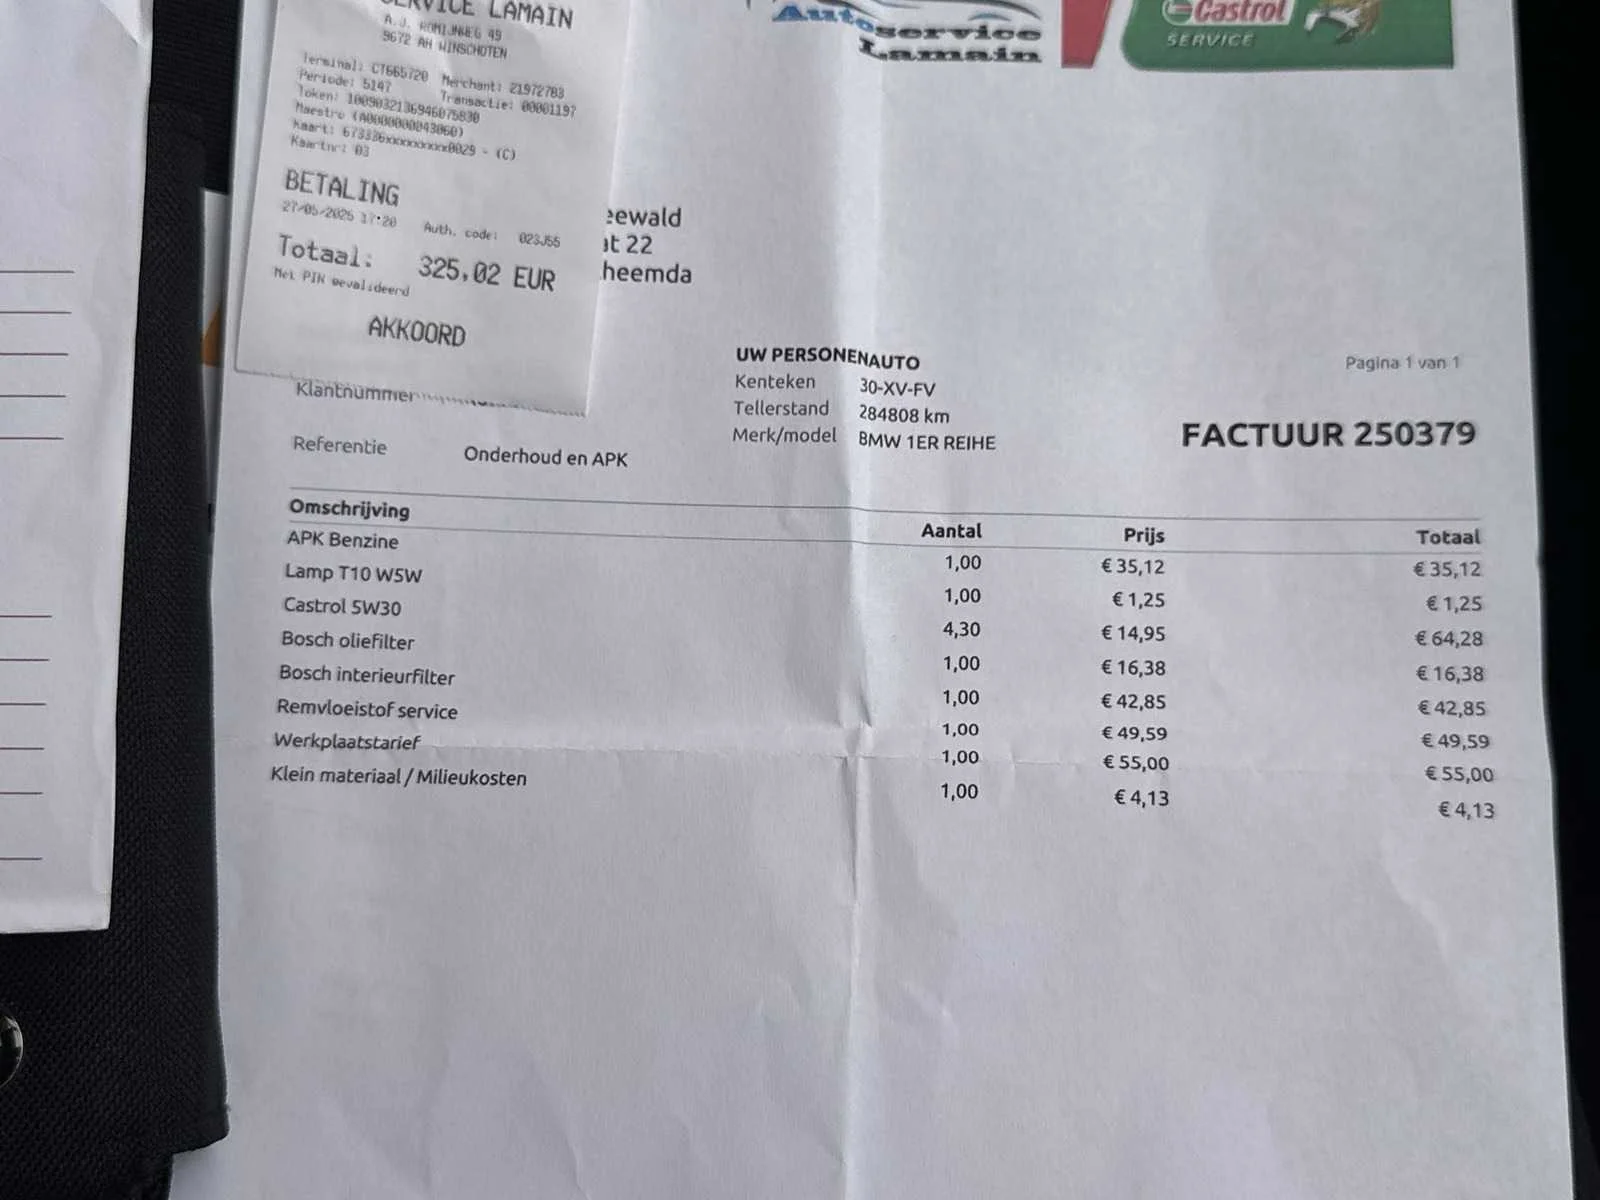 SERVICE LAMAIN
A.J. ROMIJNWEG 49
9672 AH WINSCHOTEN
Terminal: CT665720 Merchant: 21972783
Periode: 5147 Transactie: 00001197
Token: 1009032136946075830
Maestro (A0000000043060)
Kaart: 673336xxxxxxxxx0029 - (C)
Kaartnr: 03
BETALING
27/05/2025 17:20 Auth. code: 023J55
Totaal: 325,02 EUR
Met PIN gevalideerd
AKKOORD
Autoservice
Lamain
Castrol
SERVICE
eewald
at 22
heemda
Klantnummer
Referentie Onderhoud en APK
UW PERSONENAUTO
Kenteken 30-XV-FV
Tellerstand 284808 km
Merk/model BMW 1ER REIHE
Pagina 1 van 1
FACTUUR 250379
Omschrijving Aantal Prijs Totaal
APK Benzine 1,00 € 35,12 € 35,12
Lamp T10 W5W 1,00 € 1,25 € 1,25
Castrol 5W30 4,30 € 14,95 € 64,28
Bosch oliefilter 1,00 € 16,38 € 16,38
Bosch interieurfilter 1,00 € 42,85 € 42,85
Remvloeistof service 1,00 € 49,59 € 49,59
Werkplaatstarief 1,00 € 55,00 € 55,00
Klein materiaal / Milieukosten 1,00 € 4,13 € 4,13